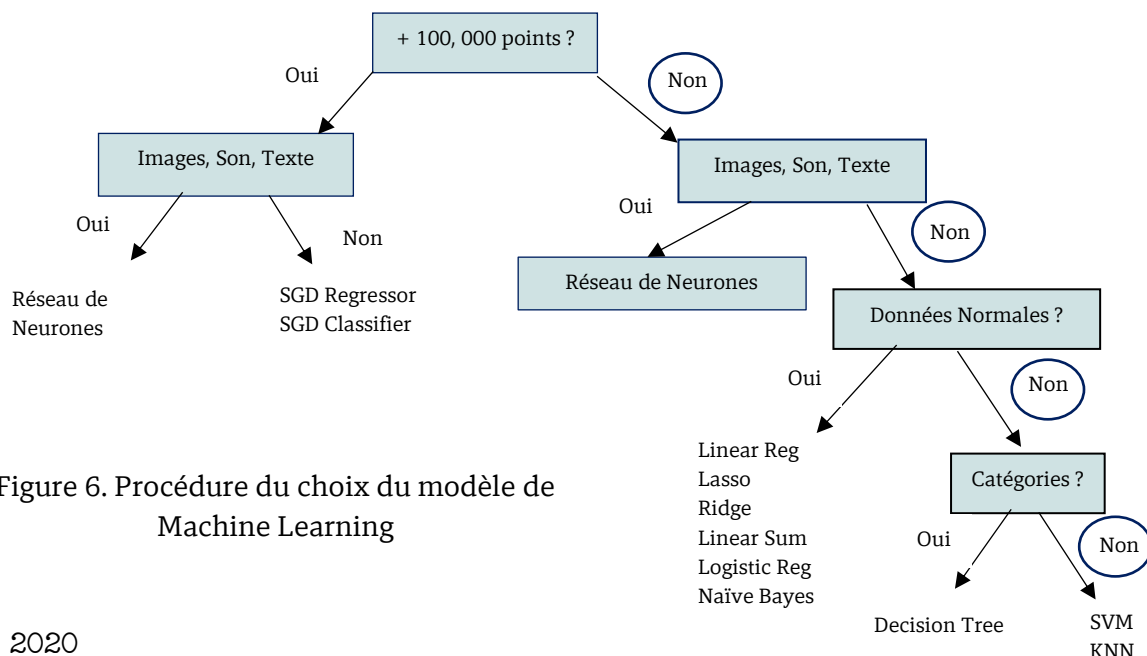 + 100, 000 points ?
Oui
Non
Images, Son, Texte
Images, Son, Texte
Oui
Non
Oui
Non
Réseau de
Neurones
SGD Regressor
SGD Classifier
Réseau de Neurones
Données Normales ?
Oui
Non
Linear Reg
Lasso
Ridge
Linear Sum
Logistic Reg
Naïve Bayes
Catégories ?
Oui
Non
Decision Tree
SVM
KNN
Figure 6. Procédure du choix du modèle de
Machine Learning
2020